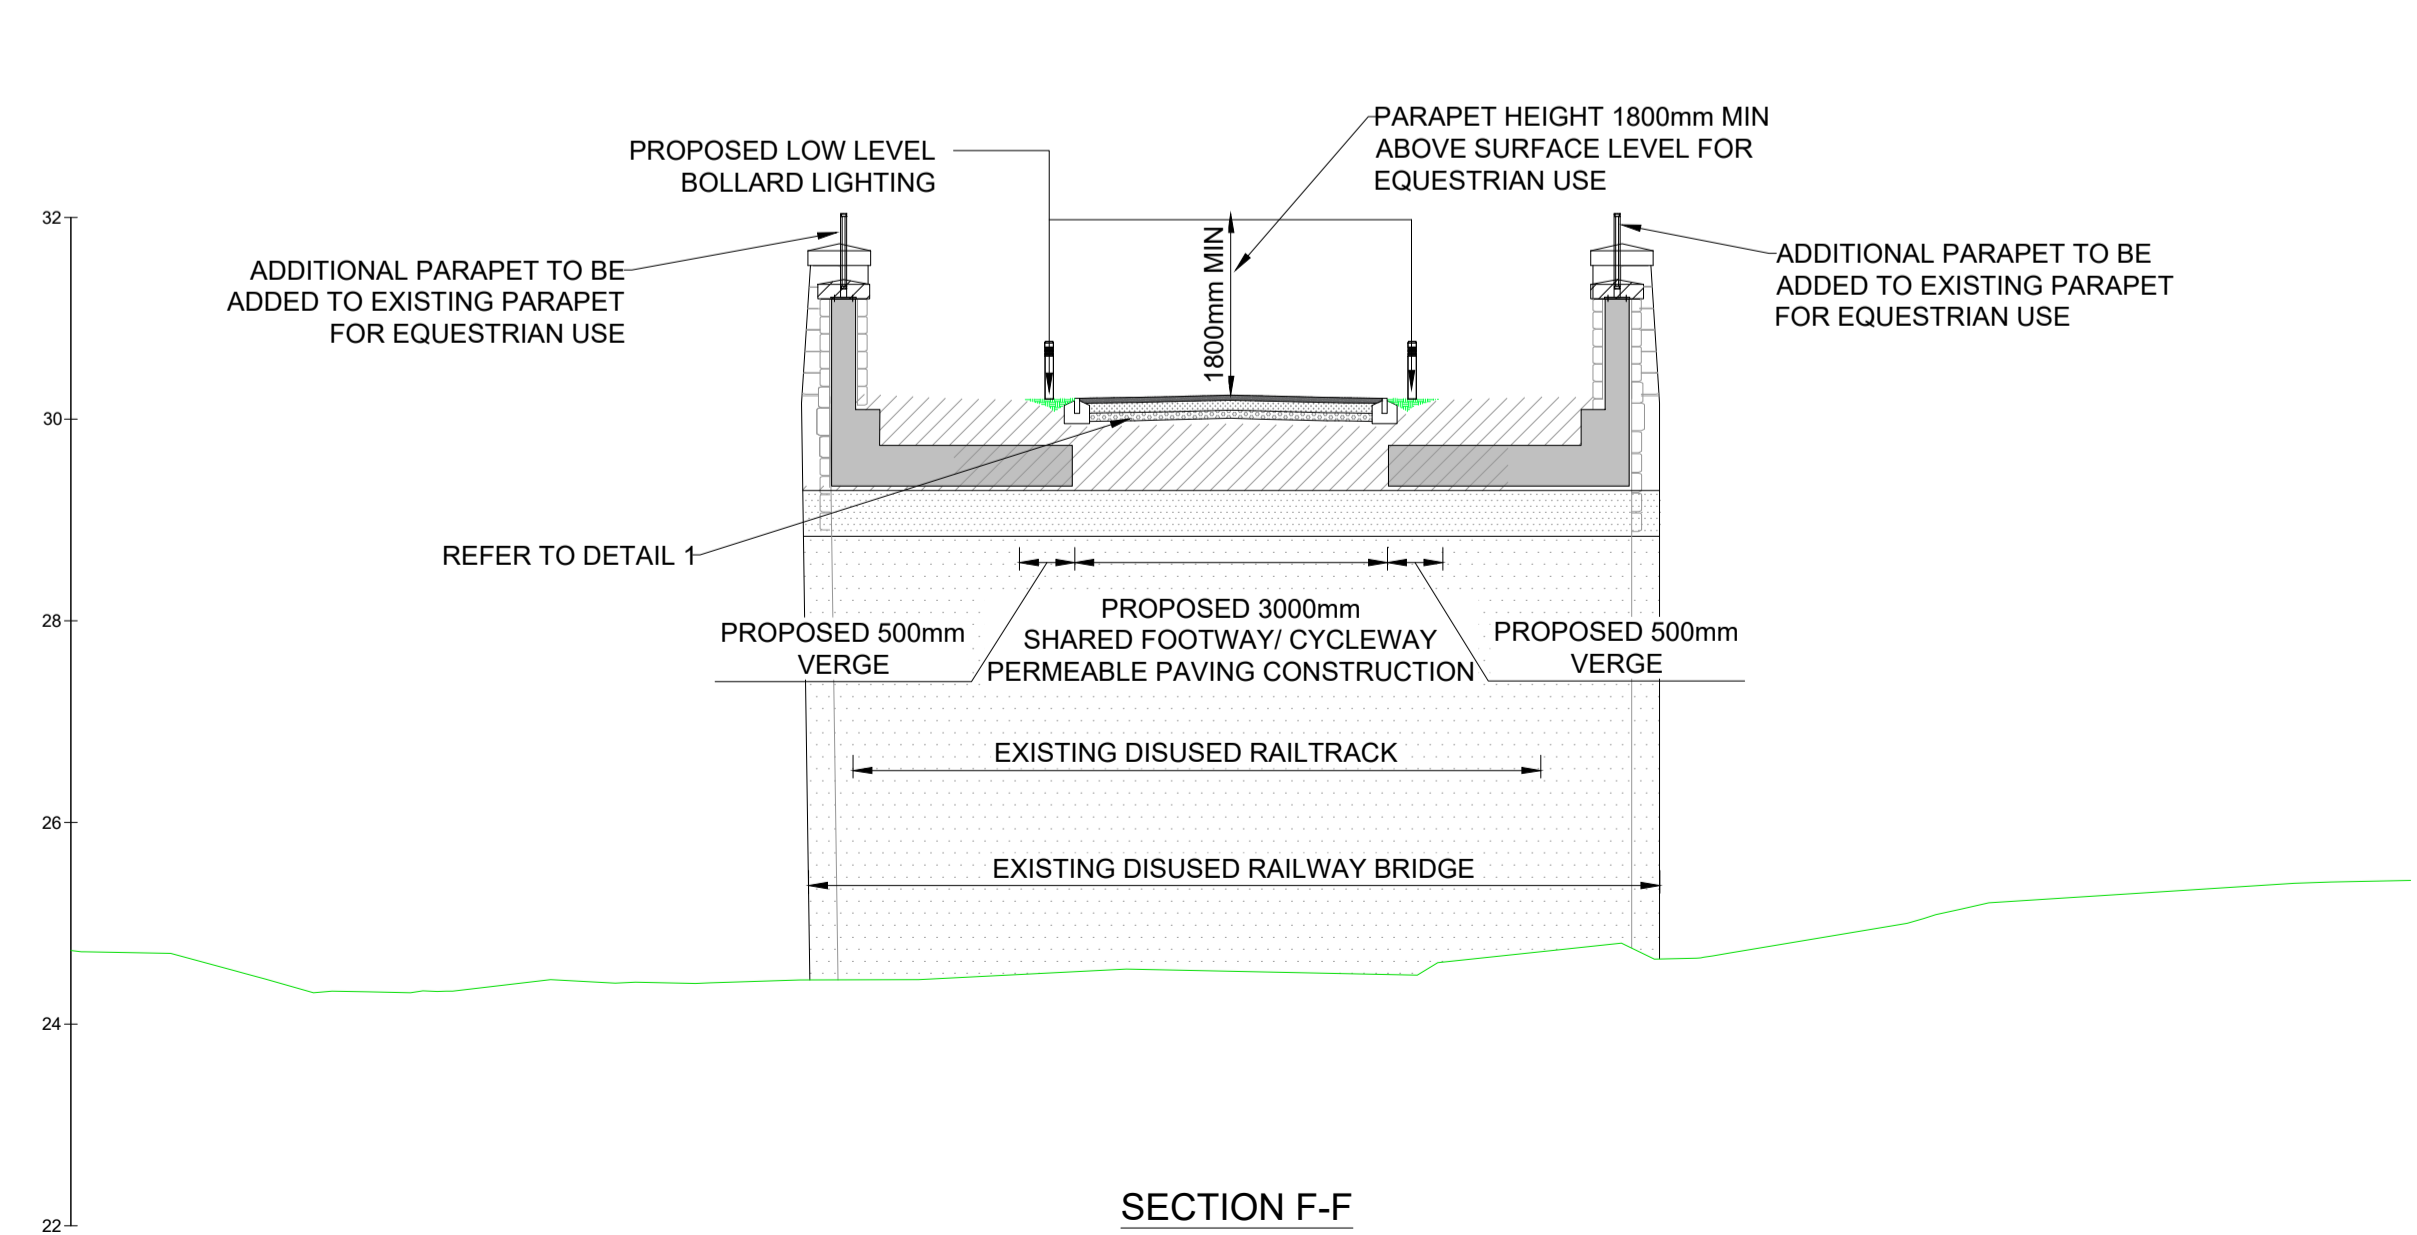 PROPOSED LOW LEVEL
BOLLARD LIGHTING
PARAPET HEIGHT 1800mm MIN
ABOVE SURFACE LEVEL FOR
EQUESTRIAN USE
32
ADDITIONAL PARAPET TO BE
ADDED TO EXISTING PARAPET
FOR EQUESTRIAN USE
1800mm MIN
ADDITIONAL PARAPET TO BE
ADDED TO EXISTING PARAPET
FOR EQUESTRIAN USE
30
REFER TO DETAIL 1
28
PROPOSED 500mm
VERGE
PROPOSED 3000mm
SHARED FOOTWAY/ CYCLEWAY
PERMEABLE PAVING CONSTRUCTION
PROPOSED 500mm
VERGE
EXISTING DISUSED RAILTRACK
26
EXISTING DISUSED RAILWAY BRIDGE
24
SECTION F-F
22